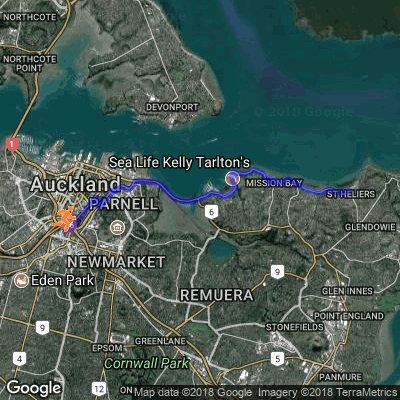 NORTHCOTE
NORTHCOTE
POINT
DEVONPORT
© 2018 Google
1
Sea Life Kelly Tarlton's
Auckland
MISSION BAY
ST HELIERS
PARNELL
6
GLENDOWIE
NEWMARKET
Eden Park
9
REMUERA
GLEN INNES
POINT ENGLAND
9
STONEFIELDS
GREENLANE
EPSOM
4
Cornwall Park
5
PANMURE
12
Google
Map data ©2018 Google Imagery ©2018 TerraMetrics